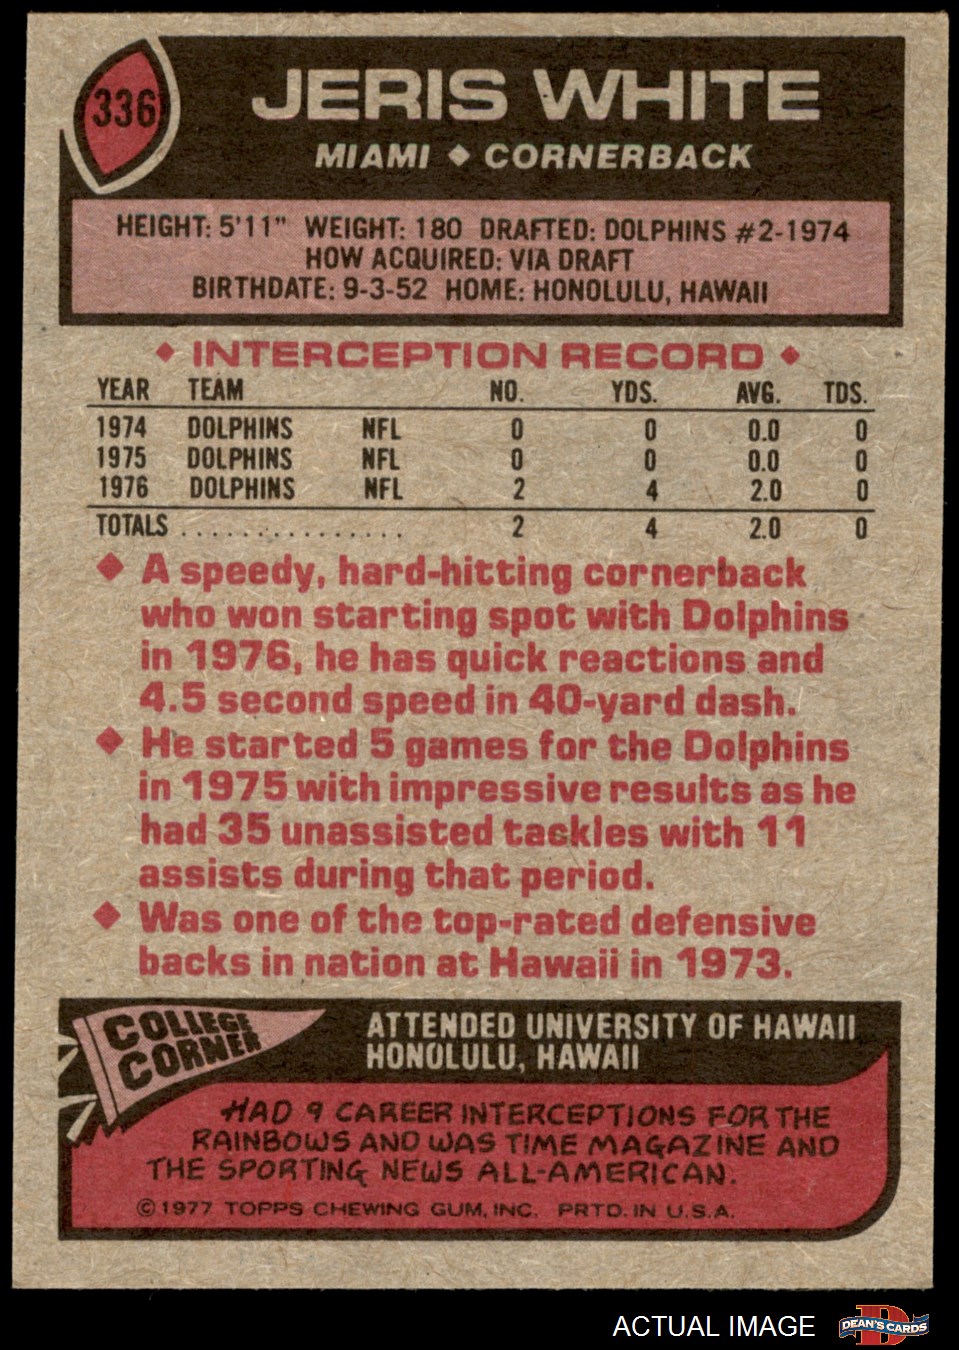 336
JERIS WHITE
MIAMI ◆ CORNERBACK
HEIGHT: 5'11" WEIGHT: 180 DRAFTED: DOLPHINS #2-1974
HOW ACQUIRED: VIA DRAFT
BIRTHDATE: 9-3-52 HOME: HONOLULU, HAWAII
◆ INTERCEPTION RECORD ◆
YEAR TEAM NO. YDS. AVG. TDS.
1974 DOLPHINS NFL 0 0 0.0 0
1975 DOLPHINS NFL 0 0 0.0 0
1976 DOLPHINS NFL 2 4 2.0 0
TOTALS . . . . . . . . . . . . . . . 2 4 2.0 0
◆ A speedy, hard-hitting cornerback
who won starting spot with Dolphins
in 1976, he has quick reactions and
4.5 second speed in 40-yard dash.
◆ He started 5 games for the Dolphins
in 1975 with impressive results as he
had 35 unassisted tackles with 11
assists during that period.
◆ Was one of the top-rated defensive
backs in nation at Hawaii in 1973.
COLLEGE
CORNER
ATTENDED UNIVERSITY OF HAWAII
HONOLULU, HAWAII
HAD 9 CAREER INTERCEPTIONS FOR THE
RAINBOWS AND WAS TIME MAGAZINE AND
THE SPORTING NEWS ALL-AMERICAN.
©1977 TOPPS CHEWING GUM, INC. PRTD. IN U.S.A.
ACTUAL IMAGE
D
DEAN'S CARDS